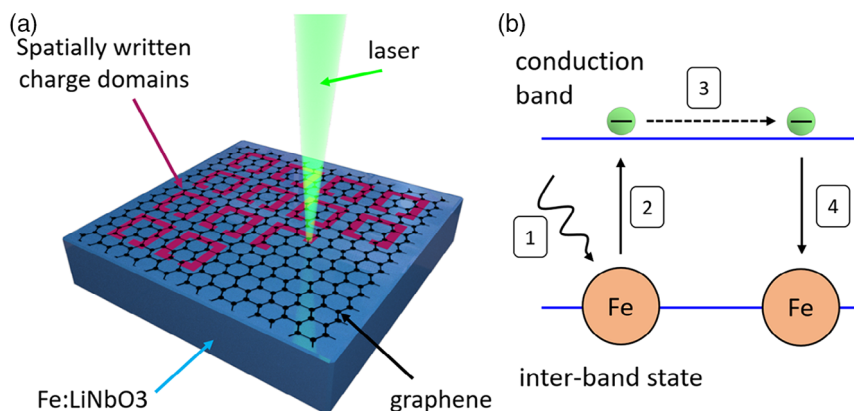 (a)
Spatially written
charge domains
laser
Fe:LiNbO3
graphene
(b)
conduction
band
3
1
2
4
Fe
Fe
inter-band state